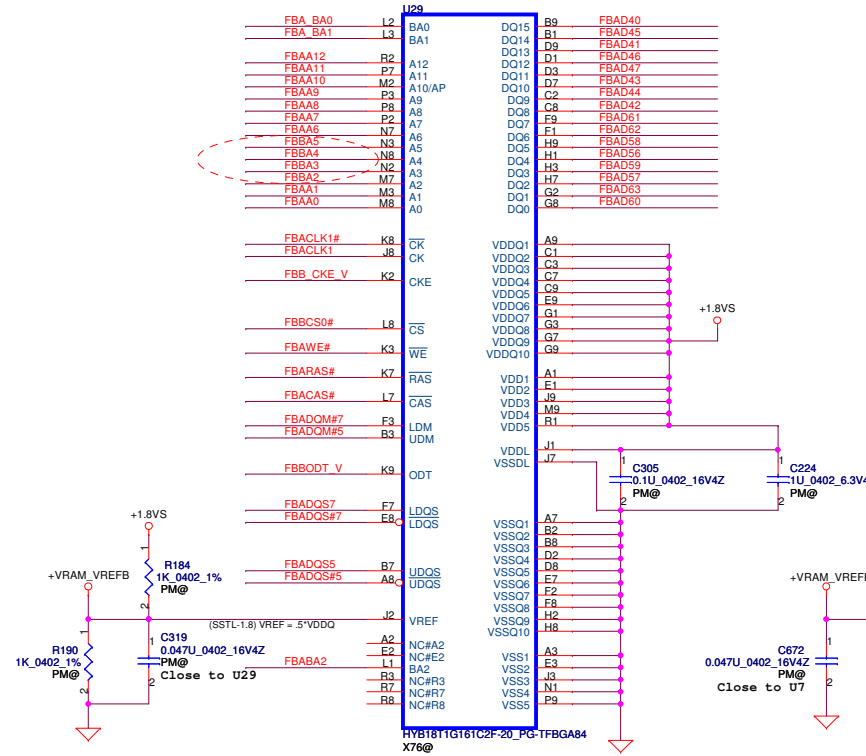 U29
FBA_BA0 L2 BA0 DQ15 B9 FBAD40
FBA_BA1 L3 BA1 DQ14 B1 FBAD45
DQ13 D9 FBAD41
FBAA12 R2 A12 DQ12 D1 FBAD46
FBAA11 P7 A11 DQ11 D3 FBAD47
FBAA10 M2 A10/AP DQ10 D7 FBAD43
FBAA9 P3 A9 DQ9 C2 FBAD44
FBAA8 P8 A8 DQ8 C8 FBAD42
FBAA7 P2 A7 DQ7 F9 FBAD61
FBAA6 N7 A6 DQ6 F1 FBAD62
FBBA5 N3 A5 DQ5 H9 FBAD58
FBBA4 N8 A4 DQ4 H1 FBAD56
FBBA3 N2 A3 DQ3 H3 FBAD59
FBBA2 M7 A2 DQ2 H7 FBAD57
FBAA1 M3 A1 DQ1 G2 FBAD63
FBAA0 M8 A0 DQ0 G8 FBAD60
FBACLK1# K8 CK VDDQ1 A9
FBACLK1 J8 CK VDDQ2 C1
VDDQ3 C3
FBB_CKE_V K2 CKE VDDQ4 C7
VDDQ5 C9
VDDQ6 E9
VDDQ7 G1
+1.8VS
FBBCS0# L8 CS VDDQ8 G3
VDDQ9 G7
FBAWE# K3 WE VDDQ10 G9
FBARAS# K7 RAS VDD1 A1
VDD2 E1
FBACAS# L7 CAS VDD3 J9
VDD4 M9
FBADQM#7 F3 LDM VDD5 R1
FBADQM#5 B3 UDM
VDDL J1
VSSDL J7
FBBODT_V K9 ODT
1 C305 0.1U_0402_16V4Z PM@ 2
1 C224 1U_0402_6.3V4 PM@ 2
FBADQS7 F7 LDQS
FBADQS#7 E8 LDQS VSSQ1 A7
VSSQ2 B2
VSSQ3 B8
VSSQ4 D2
FBADQS5 B7 UDQS VSSQ5 D8
FBADQS#5 A8 UDQS VSSQ6 E7
VSSQ7 F2
VSSQ8 F8
VSSQ9 H2
VSSQ10 H8
+1.8VS
1 R184 1K_0402_1% PM@ 2
+VRAM_VREFB
(SSTL-1.8) VREF = .5*VDDQ J2 VREF
1 R190 1K_0402_1% PM@ 2
1 C319 0.047U_0402_16V4Z PM@ 2
Close to U29
A2 NC#A2 VSS1 A3
E2 NC#E2 VSS2 E3
FBABA2 L1 BA2 VSS3 J3
R3 NC#R3 VSS4 N1
R7 NC#R7 VSS5 P9
R8 NC#R8
HYB18T1G161C2F-20_PG-TFBGA84
X76@
+VRAM_VREFB
1 C672 0.047U_0402_16V4Z PM@ 2
Close to U7